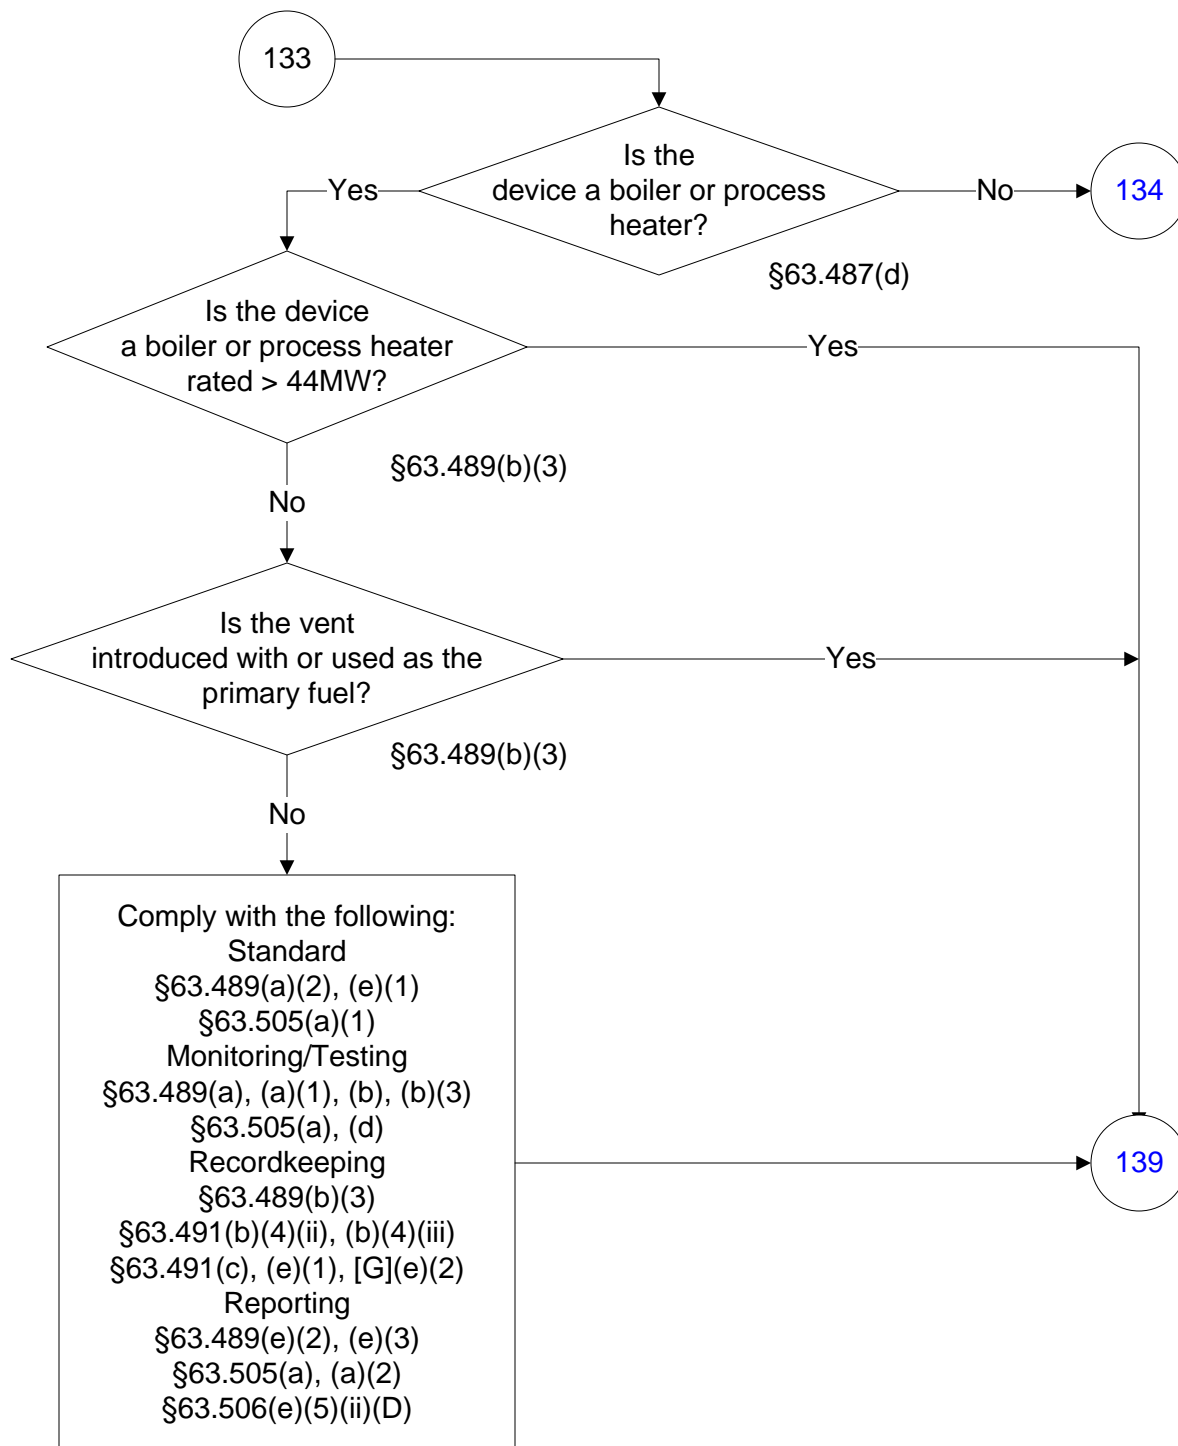 133
Is the
device a boiler or process
heater?
Yes
No
134
§63.487(d)
Is the device
a boiler or process heater
rated > 44MW?
Yes
§63.489(b)(3)
No
Is the vent
introduced with or used as the
primary fuel?
Yes
§63.489(b)(3)
No
Comply with the following:
Standard
§63.489(a)(2), (e)(1)
§63.505(a)(1)
Monitoring/Testing
§63.489(a), (a)(1), (b), (b)(3)
§63.505(a), (d)
Recordkeeping
§63.489(b)(3)
§63.491(b)(4)(ii), (b)(4)(iii)
§63.491(c), (e)(1), [G](e)(2)
Reporting
§63.489(e)(2), (e)(3)
§63.505(a), (a)(2)
§63.506(e)(5)(ii)(D)
139